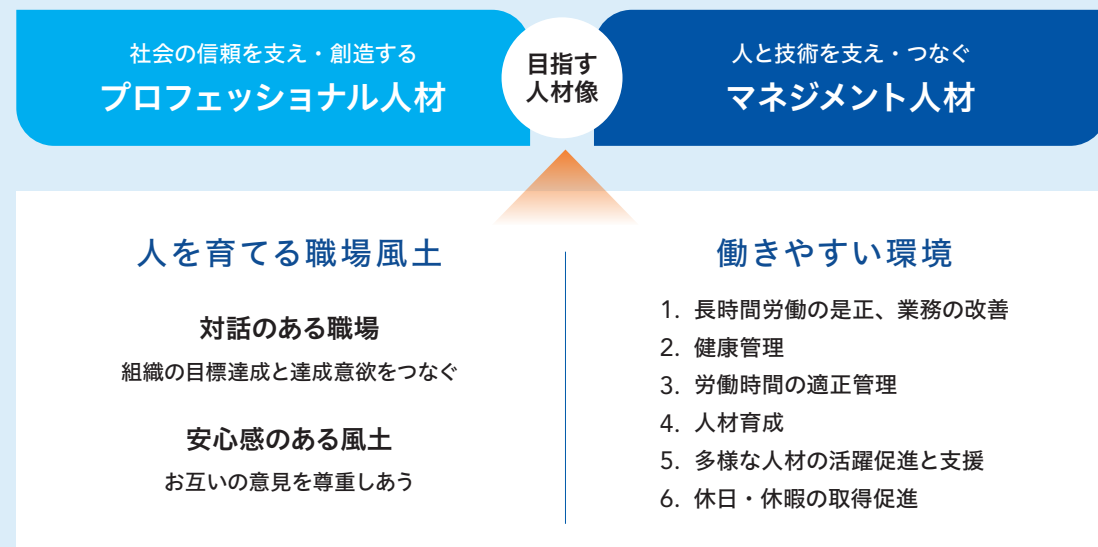 社会の信頼を支え・創造する
プロフェッショナル人材
目指す
人材像
人と技術を支え・つなぐ
マネジメント人材
人を育てる職場風土
対話のある職場
組織の目標達成と達成意欲をつなぐ
安心感のある風土
お互いの意見を尊重しあう
働きやすい環境
1. 長時間労働の是正、業務の改善
2. 健康管理
3. 労働時間の適正管理
4. 人材育成
5. 多様な人材の活躍促進と支援
6. 休日・休暇の取得促進